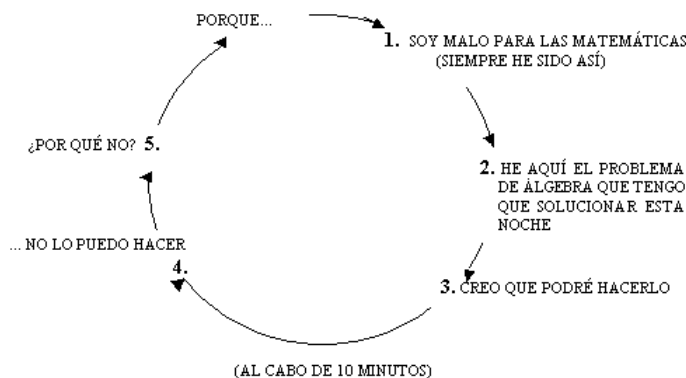 PORQUE...
1. SOY MALO PARA LAS MATEMÁTICAS
(SIEMPRE HE SIDO ASÍ)
2. HE AQUÍ EL PROBLEMA
DE ÁLGEBRA QUE TENGO
QUE SOLUCIONAR ESTA
NOCHE
3. CREO QUE PODRÉ HACERLO
(AL CABO DE 10 MINUTOS)
... NO LO PUEDO HACER
4.
¿POR QUÉ NO? 5.